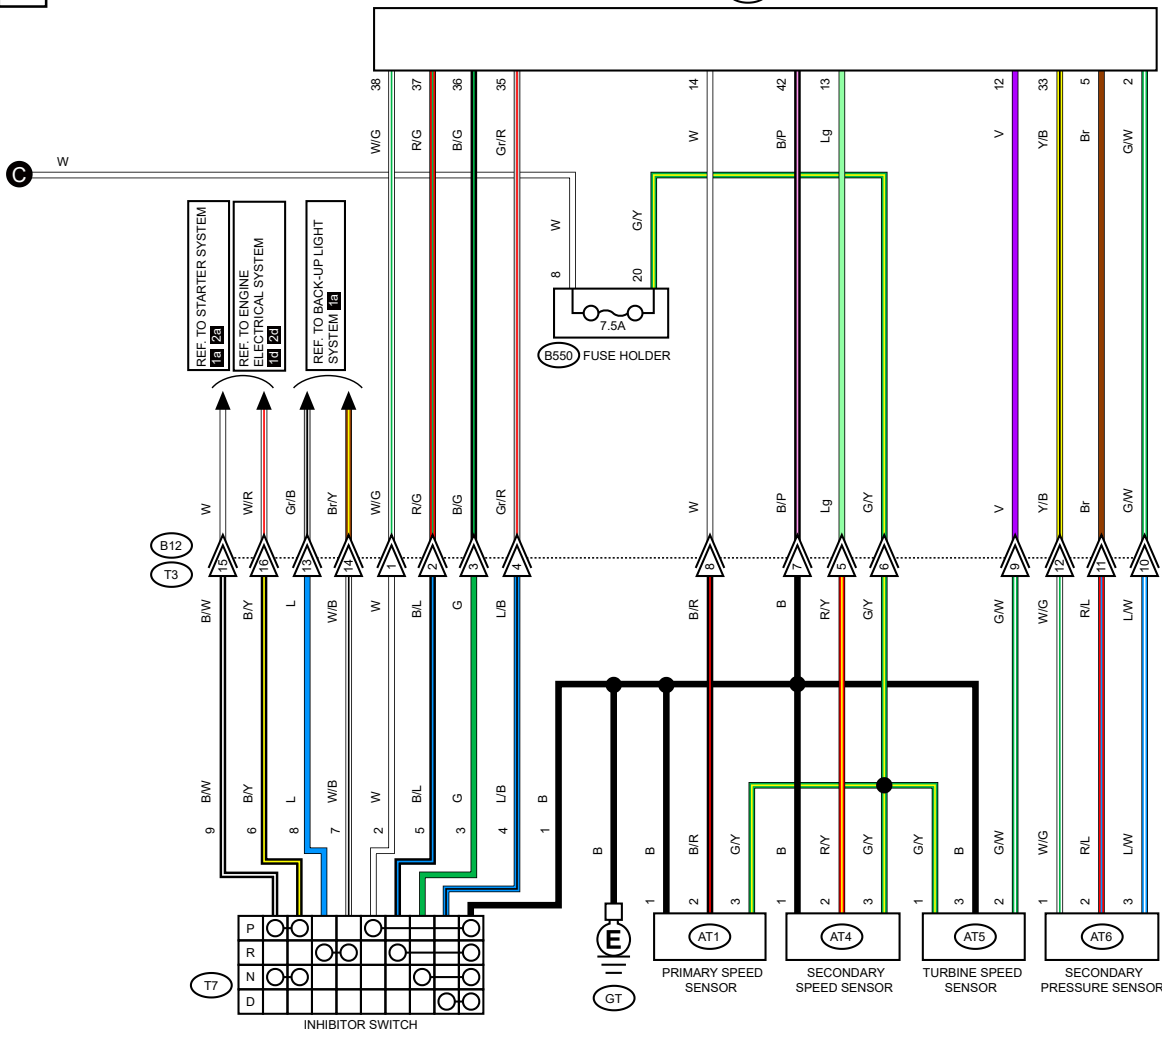 38 37 36 35 14 42 13 12 33 5 2
W/G R/G B/G Gr/R W B/P Lg V Y/B Br G/W
C W
W G/Y
8 20
7.5A
B550 FUSE HOLDER
REF. TO STARTER SYSTEM
1a 2a
REF. TO ENGINE
ELECTRICAL SYSTEM
1d 2d
REF. TO BACK-UP LIGHT
SYSTEM 1a
W W/R Gr/B Br/Y W/G R/G B/G Gr/R W B/P Lg G/Y V Y/B Br G/W
B12
T3
15 16 13 14 1 2 3 4 8 7 5 6 9 12 11 10
B/W B/Y L W/B W B/L G L/B B/R B R/Y G/Y G/W W/G R/L L/W
B/W B/Y L W/B W B/L G L/B B
9 6 8 7 2 5 3 4 1
B B B/R G/Y B R/Y G/Y G/Y B G/W W/G R/L L/W
1 2 3 1 2 3 1 3 2 1 2 3
P
R
N
D
T7
INHIBITOR SWITCH
E
GT
AT1
PRIMARY SPEED
SENSOR
AT4
SECONDARY
SPEED SENSOR
AT5
TURBINE SPEED
SENSOR
AT6
SECONDARY
PRESSURE SENSOR